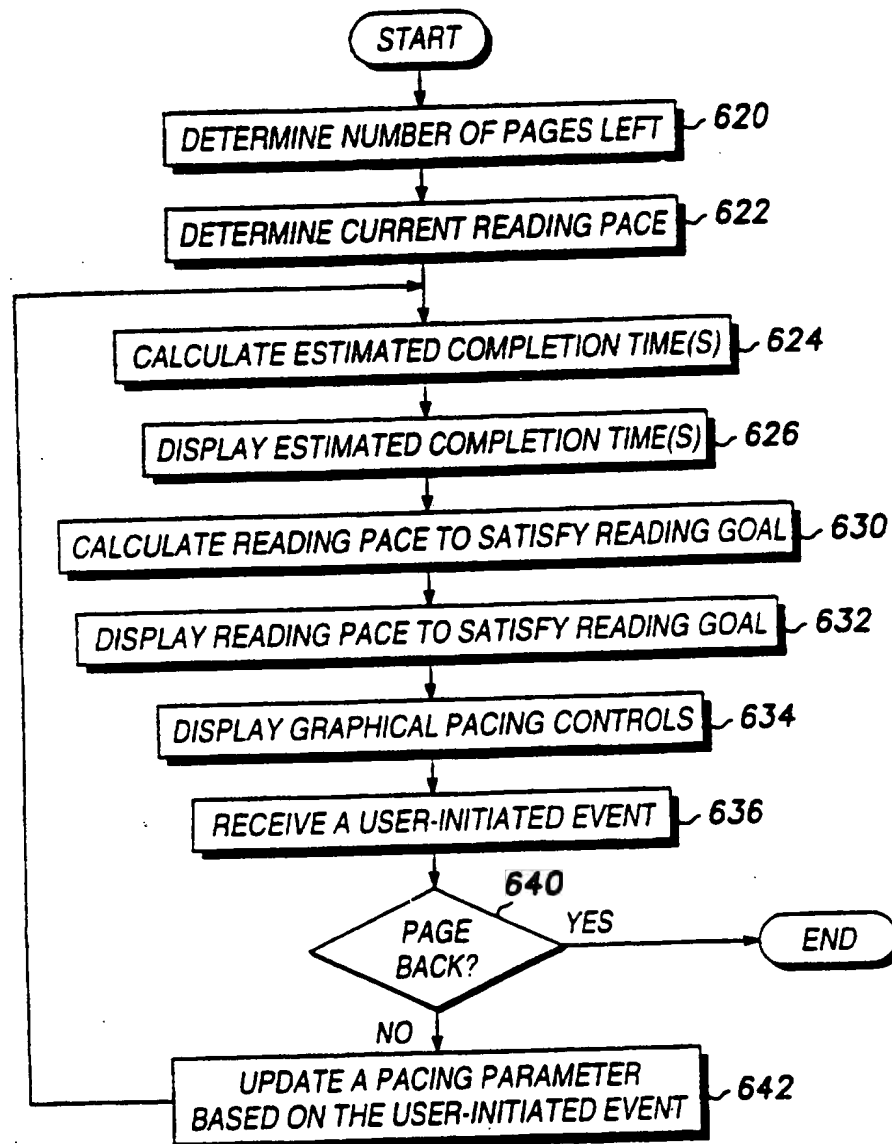 START
DETERMINE NUMBER OF PAGES LEFT 620
DETERMINE CURRENT READING PACE 622
CALCULATE ESTIMATED COMPLETION TIME(S) 624
DISPLAY ESTIMATED COMPLETION TIME(S) 626
CALCULATE READING PACE TO SATISFY READING GOAL 630
DISPLAY READING PACE TO SATISFY READING GOAL 632
DISPLAY GRAPHICAL PACING CONTROLS 634
RECEIVE A USER-INITIATED EVENT 636
640
PAGE
BACK?
YES
END
NO
UPDATE A PACING PARAMETER
BASED ON THE USER-INITIATED EVENT 642